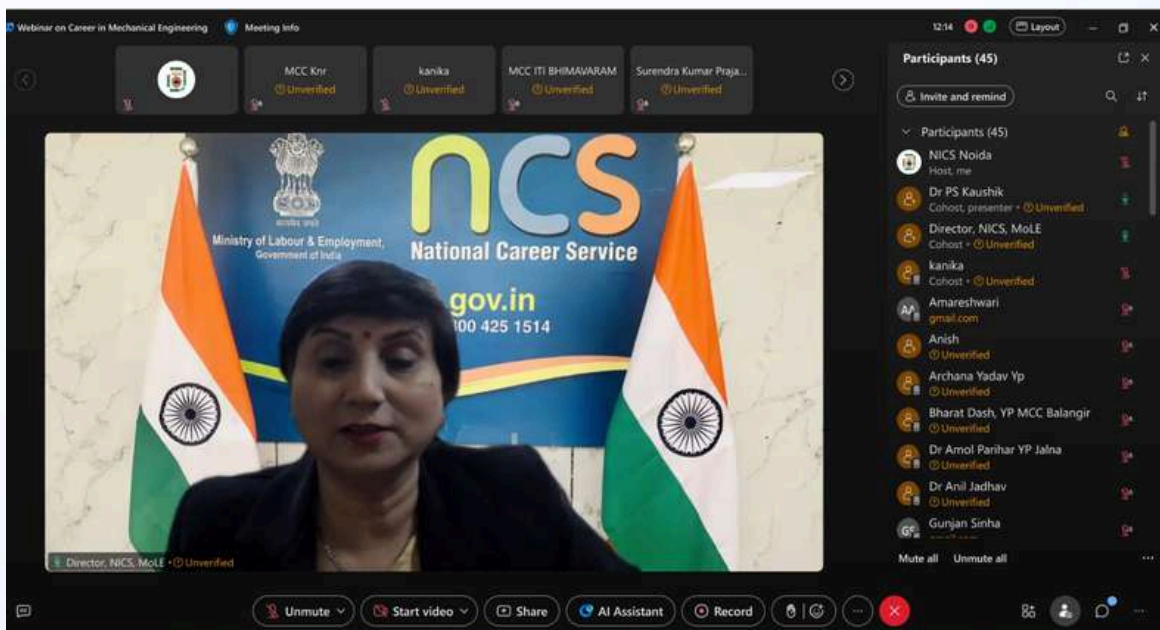 Webinar on Career in Mechanical Engineering
Meeting Info
12:14
Layout
MCC Knr
Unverified
kanika
Unverified
MCC ITI BHIMAVARAM
Unverified
Surendra Kumar Praja...
Unverified
Ministry of Labour & Employment,
Government of India
ncs
National Career Service
gov.in
00 425 1514
Director, NICS, MoLE • Unverified
Participants (45)
Invite and remind
Participants (45)
NICS Noida
Host, me
Dr PS Kaushik
Cohost, presenter • Unverified
Director, NICS, MoLE
Cohost • Unverified
kanika
Cohost • Unverified
AA
Amareshwari
gmail.com
Anish
Unverified
Archana Yadav Yp
Unverified
Bharat Dash, YP MCC Balangir
Unverified
Dr Amol Parihar YP Jalna
Unverified
Dr Anil Jadhav
Unverified
GS
Gunjan Sinha
Mute all
Unmute all
Unmute
Start video
Share
AI Assistant
Record